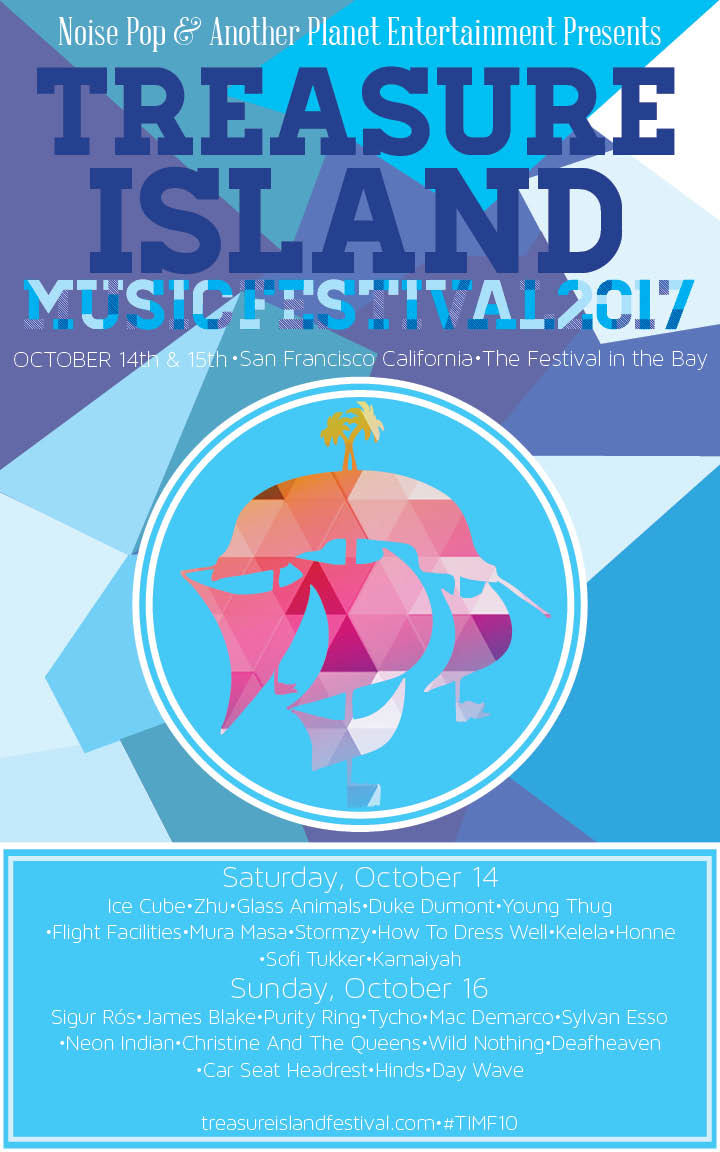 Noise Pop & Another Planet Entertainment Presents
TREASURE
ISLAND
MUSIC FESTIVAL 2017
OCTOBER 14th & 15th•San Francisco California•The Festival in the Bay
Saturday, October 14
Ice Cube•Zhu•Glass Animals•Duke Dumont•Young Thug
•Flight Facilities•Mura Masa•Stormzy•How To Dress Well•Kelela•Honne
•Sofi Tukker•Kamaiyah
Sunday, October 16
Sigur Rós•James Blake•Purity Ring•Tycho•Mac Demarco•Sylvan Esso
•Neon Indian•Christine And The Queens•Wild Nothing•Deafheaven
•Car Seat Headrest•Hinds•Day Wave
treasureislandfestival.com•#TIMF10